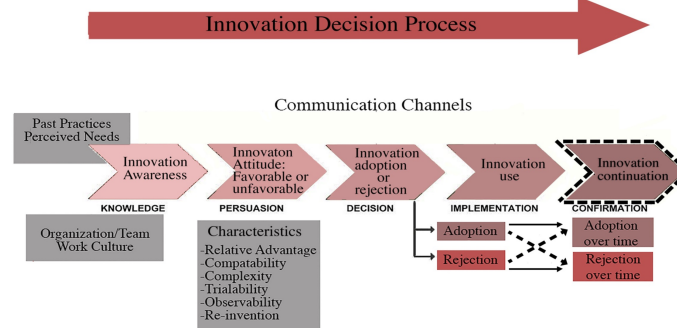 Innovation Decision Process
Communication Channels
Past Practices
Perceived Needs
Innovation
Awareness
Innovaton
Attitude:
Favorable or
unfavorable
Innovation
adoption
or
rejection
Innovation
use
Innovation
continuation
KNOWLEDGE
PERSUASION
DECISION
IMPLEMENTATION
CONFIRMATION
Organization/Team
Work Culture
Characteristics
-Relative Advantage
-Compatability
-Complexity
-Trialability
-Observability
-Re-invention
Adoption
Rejection
Adoption
over time
Rejection
over time